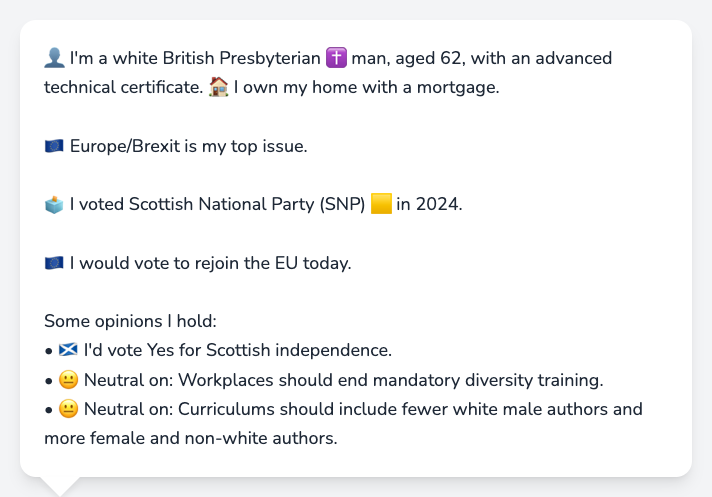 👤 I'm a white British Presbyterian ✝️ man, aged 62, with an advanced
technical certificate. 🏠 I own my home with a mortgage.
🇪🇺 Europe/Brexit is my top issue.
🗳️ I voted Scottish National Party (SNP) 🟨 in 2024.
🇪🇺 I would vote to rejoin the EU today.
Some opinions I hold:
• 🏴󠁧󠁢󠁳󠁣󠁴󠁿 I'd vote Yes for Scottish independence.
• 😐 Neutral on: Workplaces should end mandatory diversity training.
• 😐 Neutral on: Curriculums should include fewer white male authors and
more female and non-white authors.